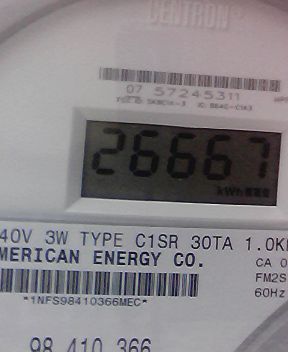 CENTRON
07 57245311
26667
kWh
40V 3W TYPE C1SR 30TA 1.0K
MERICAN ENERGY CO.
CA 0
FM2S
60Hz
*1NFS98410366MEC*
98 410 366